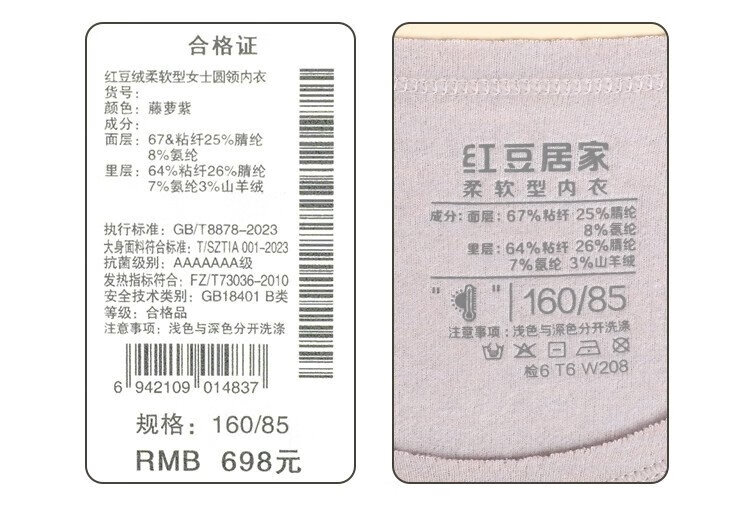 合格证
红豆绒柔软型女士圆领内衣
货号：
颜色：藤萝紫
成分：
面层：67&粘纤25%腈纶
8%氨纶
里层：64%粘纤26%腈纶
7%氨纶3%山羊绒
执行标准：GB/T8878-2023
大身面料符合标准：T/SZTIA 001-2023
抗菌级别：AAAAAAA级
发热指标符合：FZ/T73036-2010
安全技术类别：GB18401 B类
等级：合格品
注意事项：浅色与深色分开洗涤
6 942109 014837
规格：160/85
RMB 698元
红豆居家
柔软型内衣
成分：面层：67%粘纤 25%腈纶
8%氨纶
里层：64%粘纤 26%腈纶
7%氨纶 3%山羊绒
" " 160/85
注意事项：浅色与深色分开洗涤
检6 T6 W208